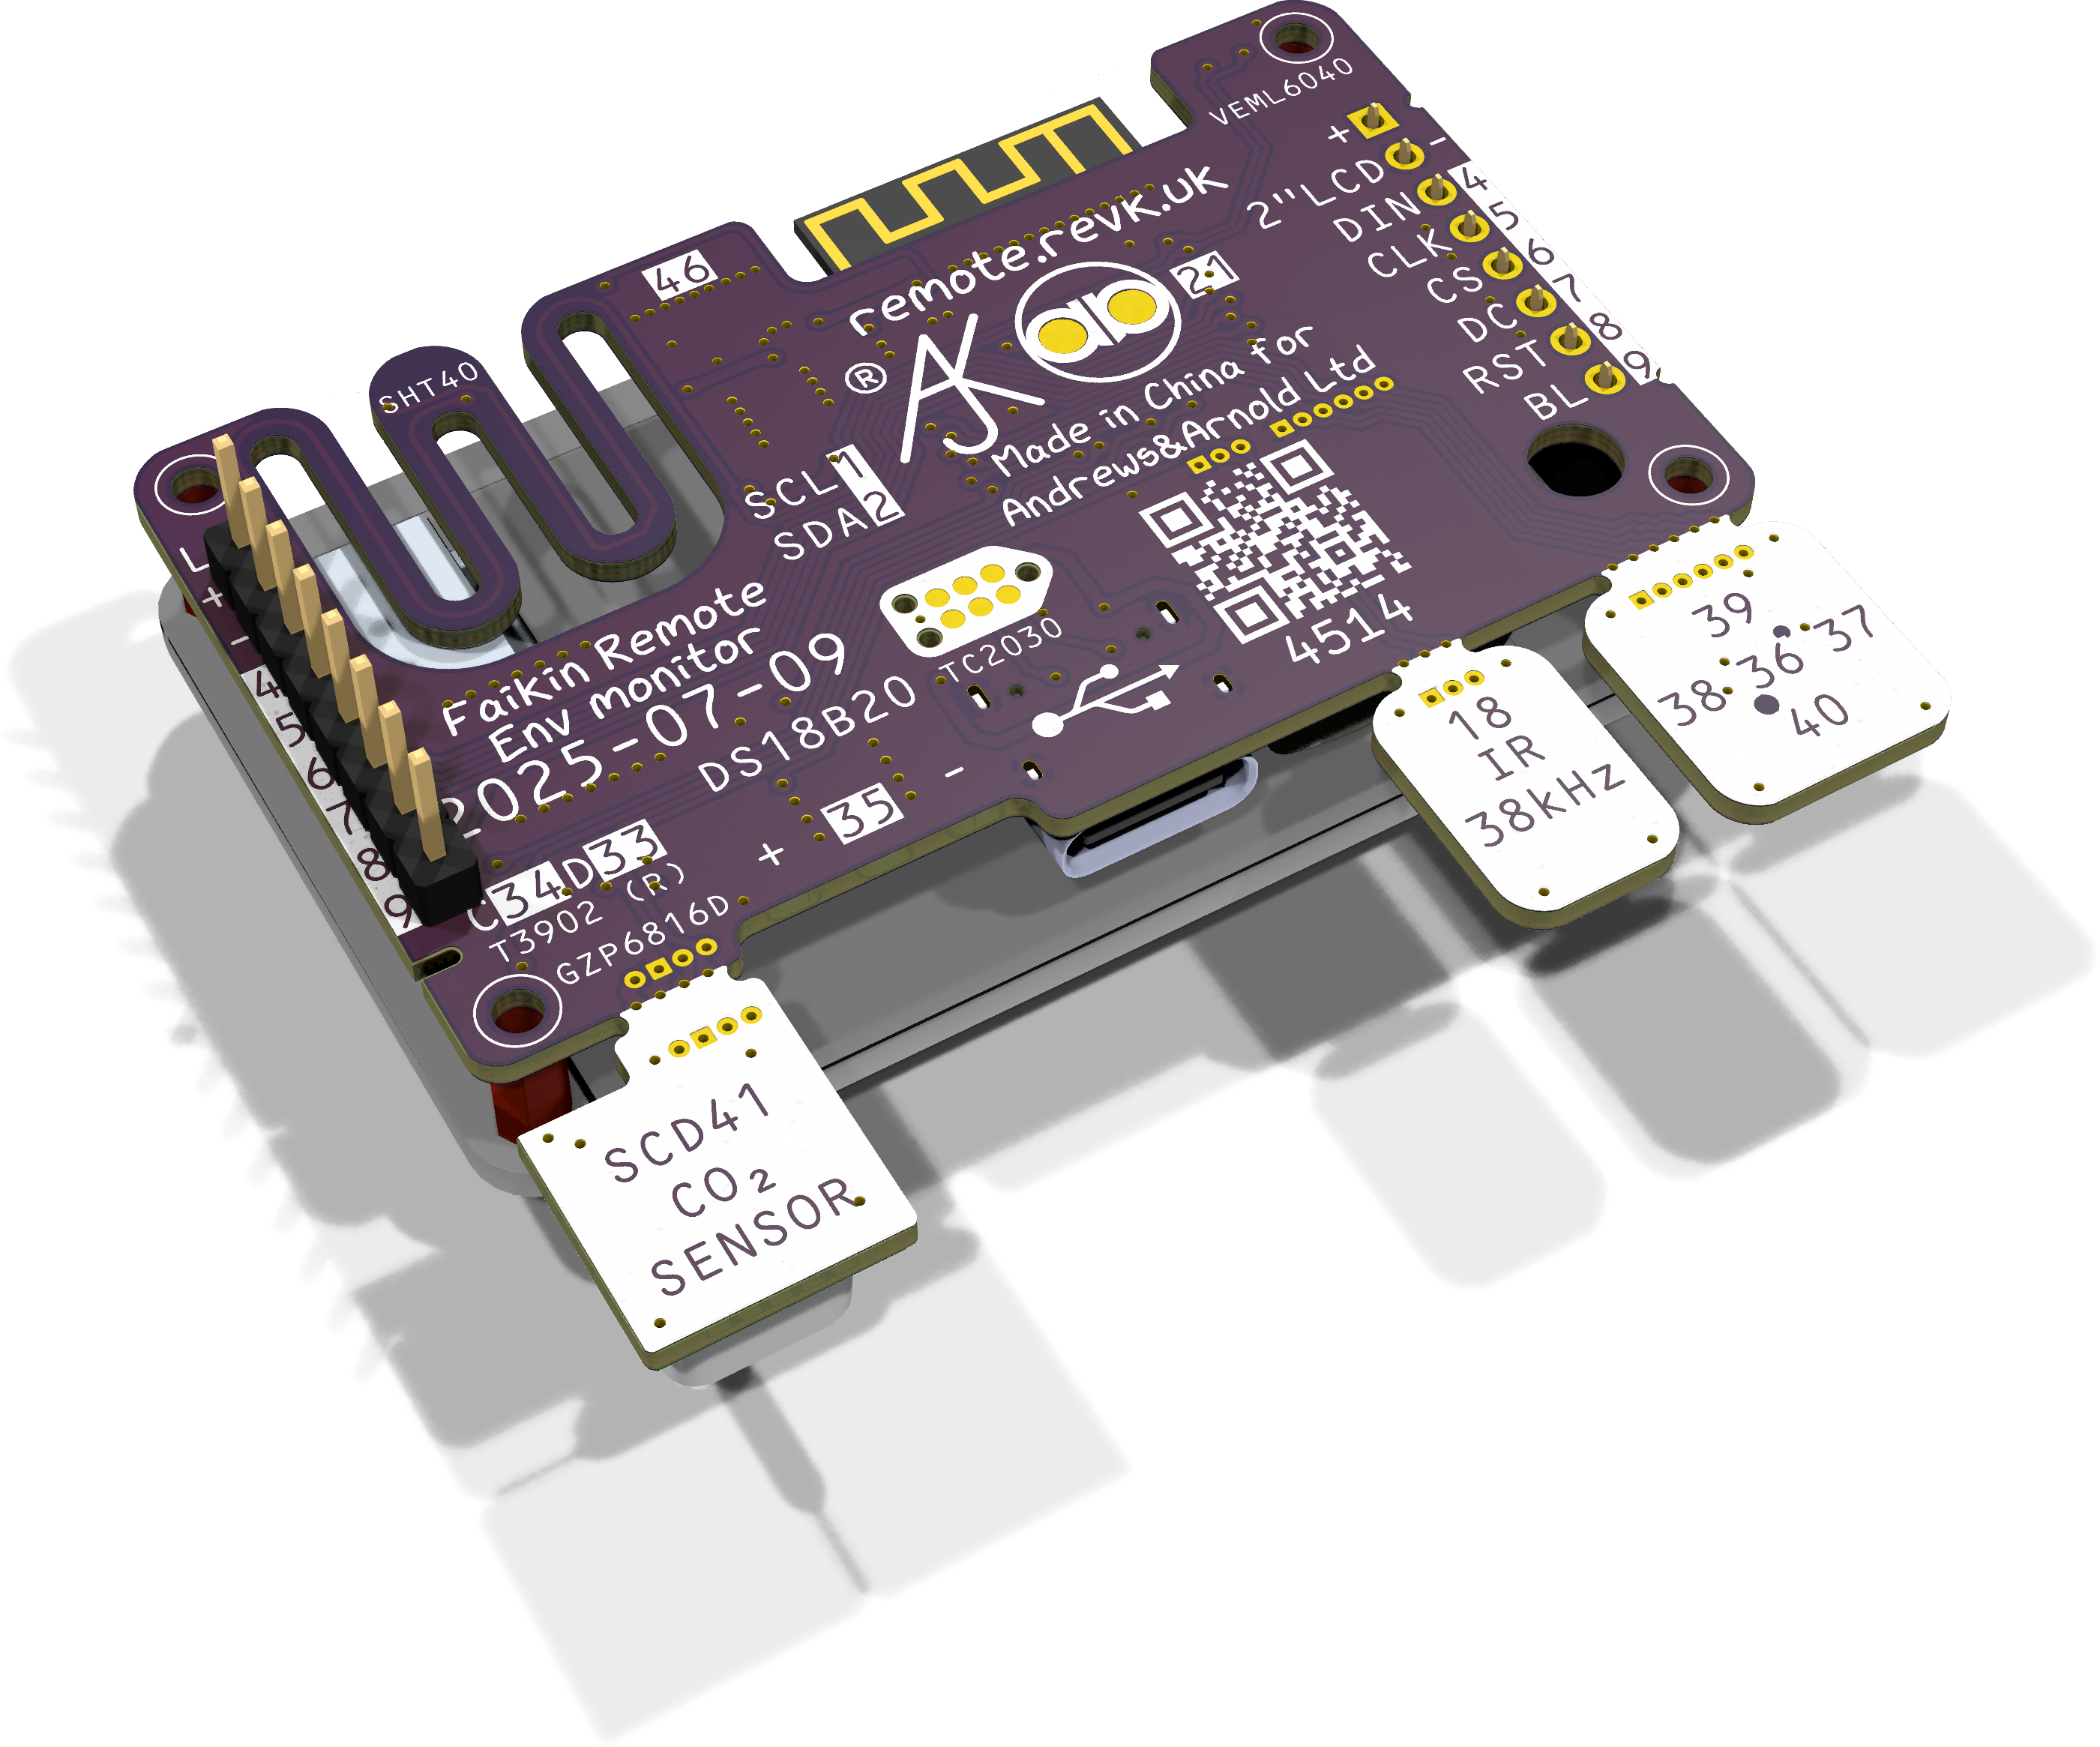 VEML6040
+
-
2"LCD
DIN 4
CLK 5
CS 6
DC 7
RST 8
BL 9
46
remote.revk.uk
21
® AJK
Made in China for
Andrews&Arnold Ltd
SHT40
SCL 1
SDA 2
4514
L
+
-
4
5
6
7
8
9
Faikin Remote
Env monitor
2025-07-09
TC2030
DS18B20
+ 35 -
C34D33
T3902 (R)
GZP6816D
39
38 36 37
40
18
IR
38kHz
SCD41
CO₂
SENSOR